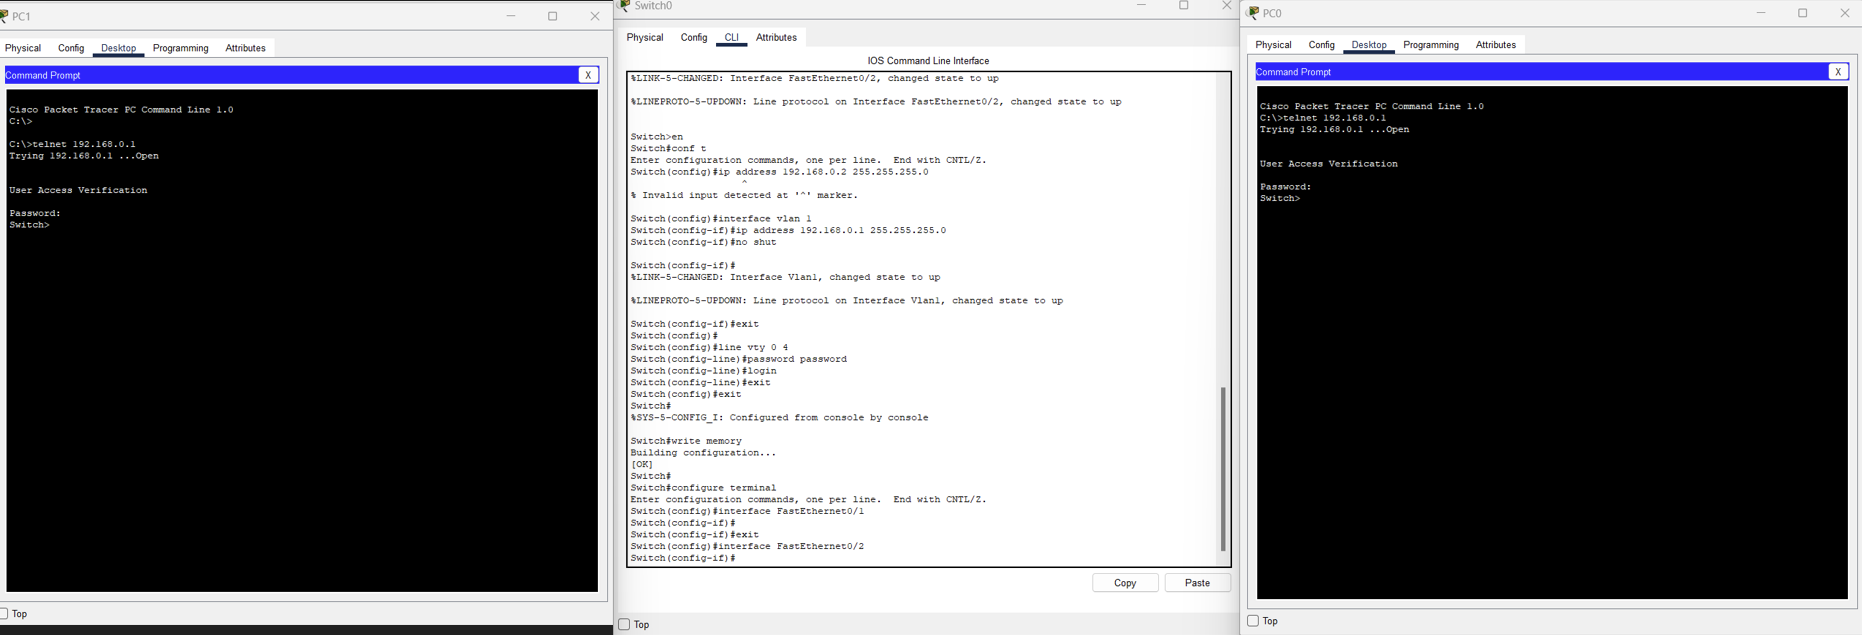 PC1
Physical Config Desktop Programming Attributes
Command Prompt X
Cisco Packet Tracer PC Command Line 1.0
C:\>
C:\>telnet 192.168.0.1
Trying 192.168.0.1 ...Open
User Access Verification
Password:
Switch>
Top
Switch0
Physical Config CLI Attributes
IOS Command Line Interface
%LINK-5-CHANGED: Interface FastEthernet0/2, changed state to up
%LINEPROTO-5-UPDOWN: Line protocol on Interface FastEthernet0/2, changed state to up
Switch>en
Switch#conf t
Enter configuration commands, one per line.  End with CNTL/Z.
Switch(config)#ip address 192.168.0.2 255.255.255.0
^
% Invalid input detected at '^' marker.
Switch(config)#interface vlan 1
Switch(config-if)#ip address 192.168.0.1 255.255.255.0
Switch(config-if)#no shut
Switch(config-if)#
%LINK-5-CHANGED: Interface Vlan1, changed state to up
%LINEPROTO-5-UPDOWN: Line protocol on Interface Vlan1, changed state to up
Switch(config-if)#exit
Switch(config)#
Switch(config)#line vty 0 4
Switch(config-line)#password password
Switch(config-line)#login
Switch(config-line)#exit
Switch(config)#exit
Switch#
%SYS-5-CONFIG_I: Configured from console by console
Switch#write memory
Building configuration...
[OK]
Switch#
Switch#configure terminal
Enter configuration commands, one per line.  End with CNTL/Z.
Switch(config)#interface FastEthernet0/1
Switch(config-if)#
Switch(config-if)#exit
Switch(config)#interface FastEthernet0/2
Switch(config-if)#
Copy Paste
Top
PC0
Physical Config Desktop Programming Attributes
Command Prompt X
Cisco Packet Tracer PC Command Line 1.0
C:\>telnet 192.168.0.1
Trying 192.168.0.1 ...Open
User Access Verification
Password:
Switch>
Top